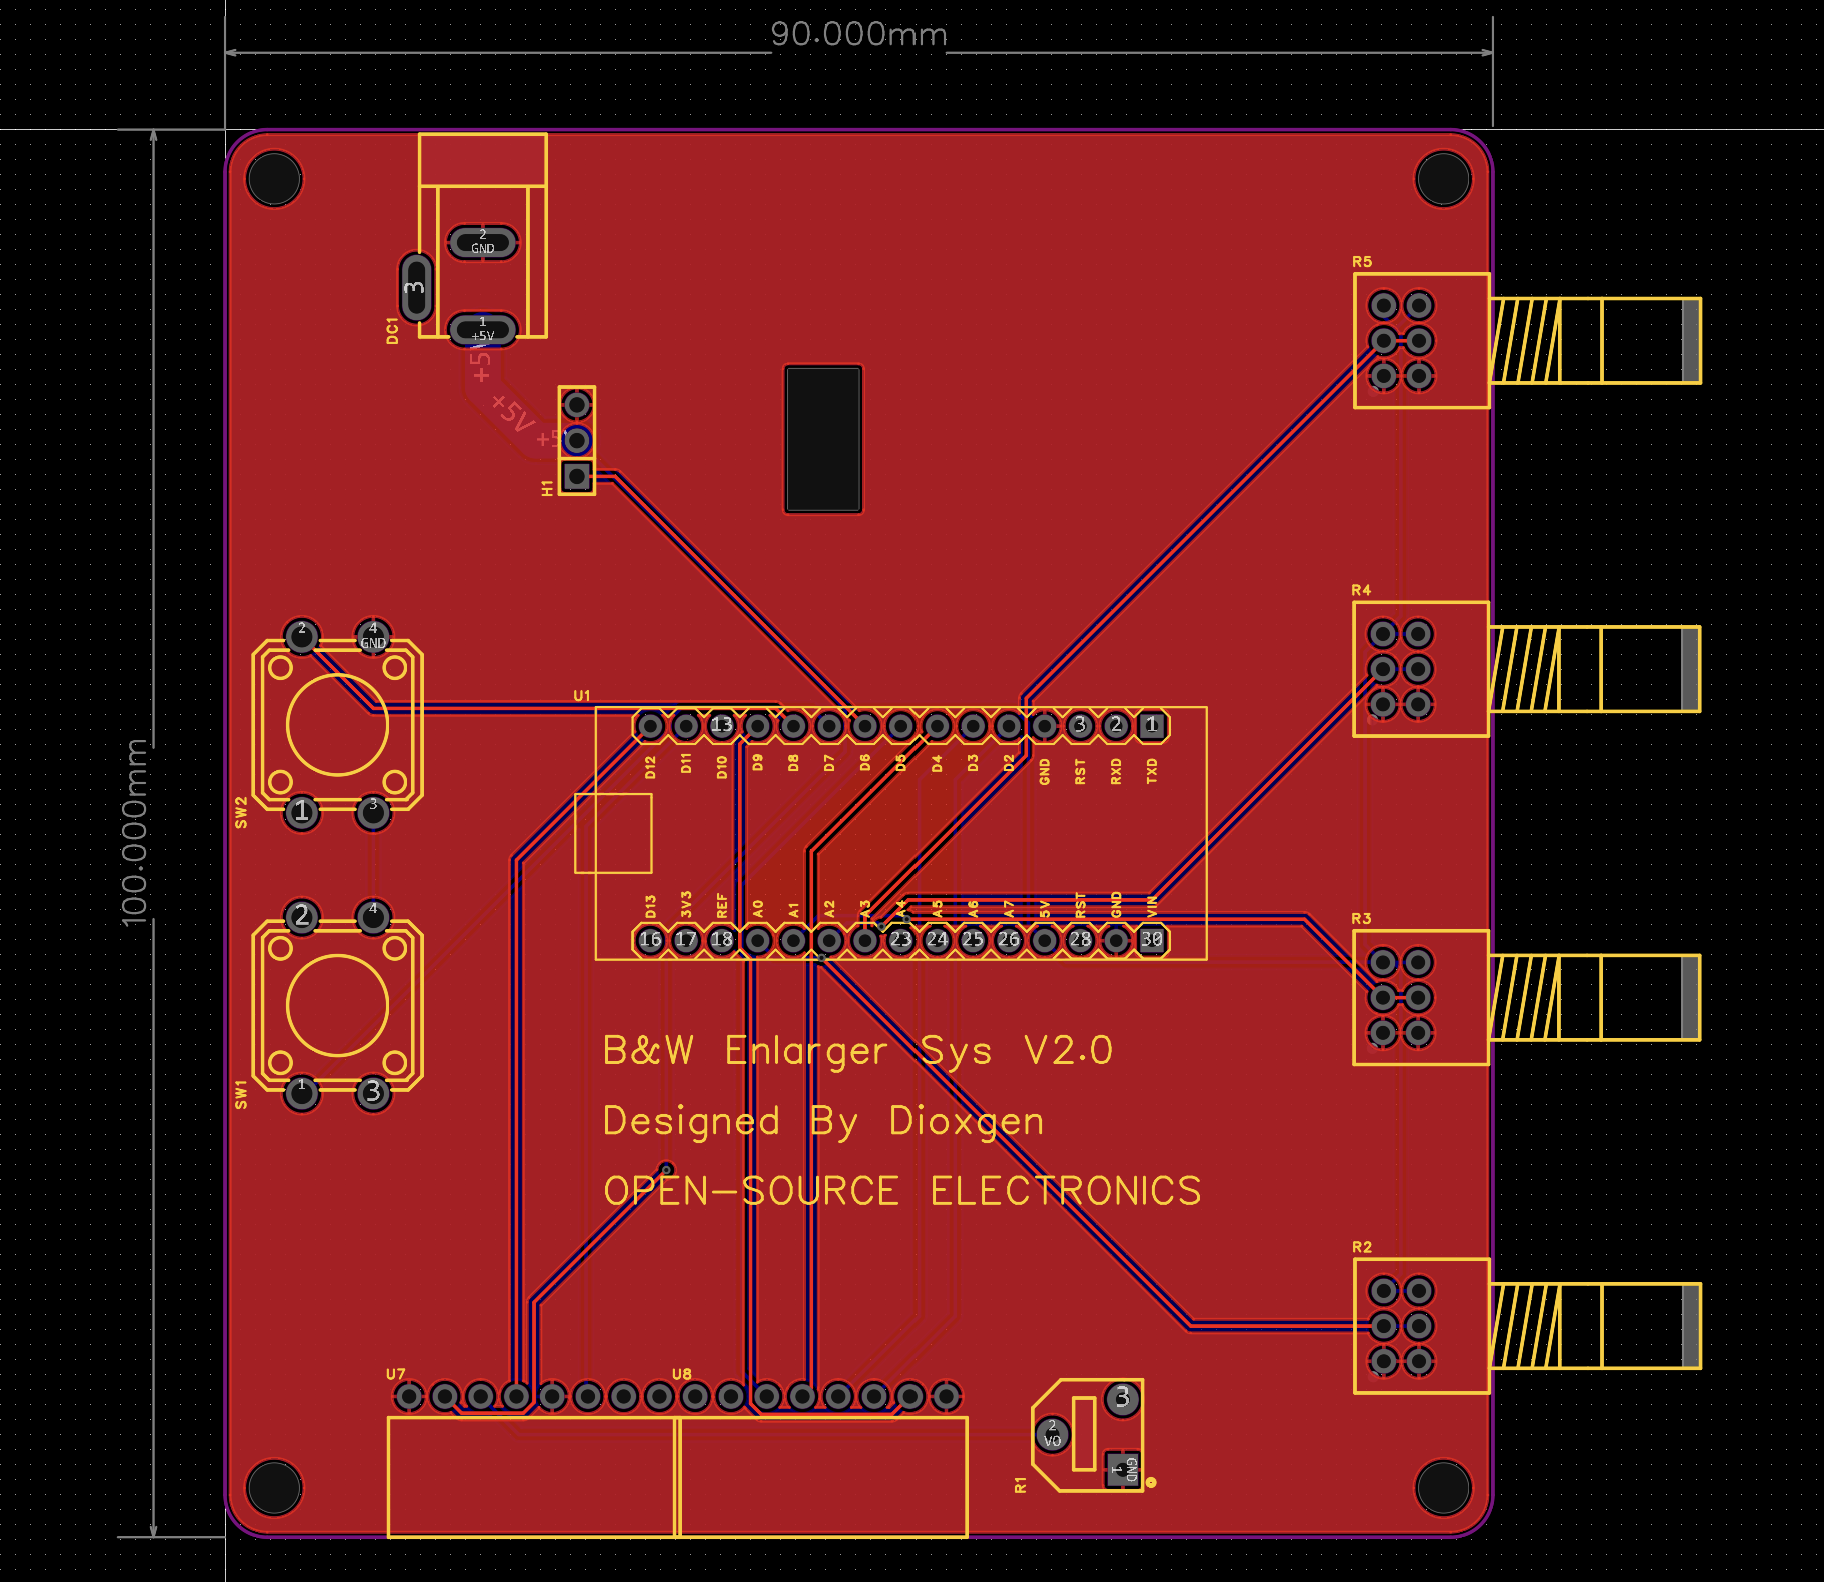 90.000mm
100.000mm
2
GND
3
1
+5V
DC1
+5
+5V
+5
H1
R5
R4
R3
R2
2
4
GND
1
3
SW2
2
4
1
3
SW1
U1
13
3
2
1
D12
D11
D10
D9
D8
D7
D6
D5
D4
D3
D2
GND
RST
RXD
TXD
D13
3V3
REF
A0
A1
A2
A3
A4
A5
A6
A7
5V
RST
GND
VIN
16
17
18
23
24
25
26
28
30
B&W Enlarger Sys V2.0
Designed By Dioxgen
OPEN-SOURCE ELECTRONICS
U7
U8
3
2
VO
1
GND
R1